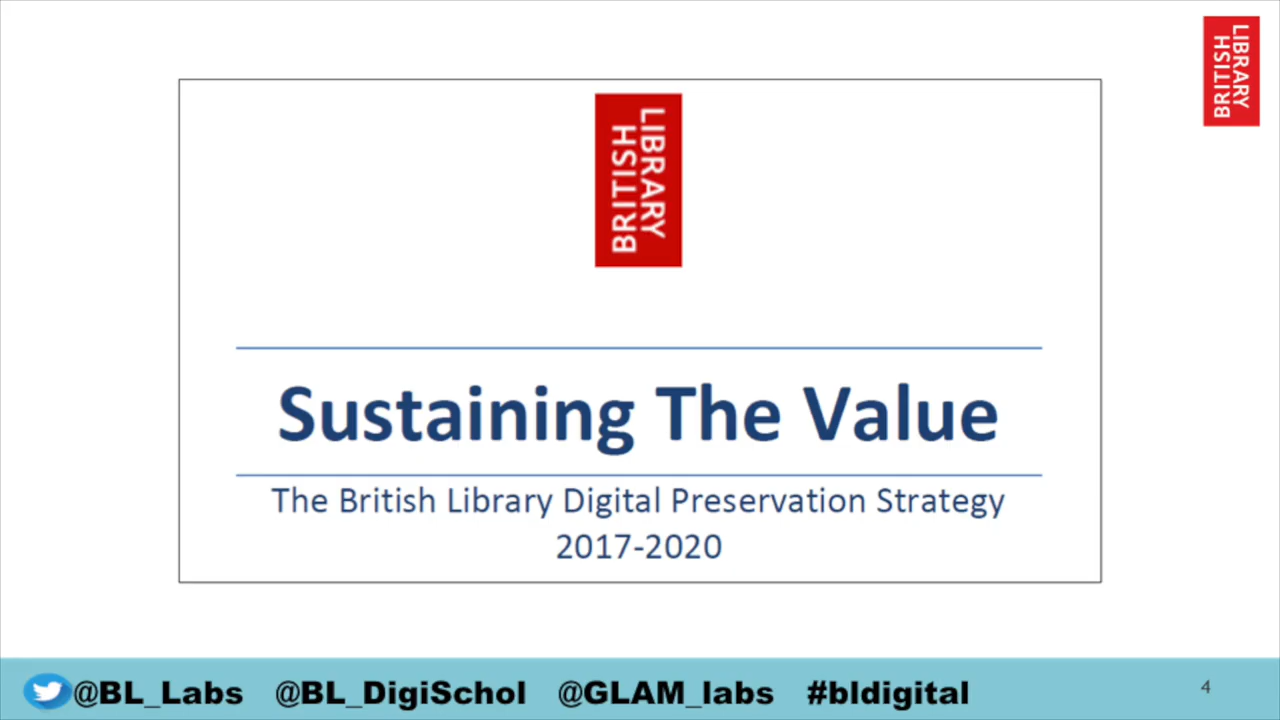 BRITISH
LIBRARY
BRITISH
LIBRARY
Sustaining The Value
The British Library Digital Preservation Strategy
2017-2020
@BL_Labs @BL_DigiSchol @GLAM_labs #bldigital
4